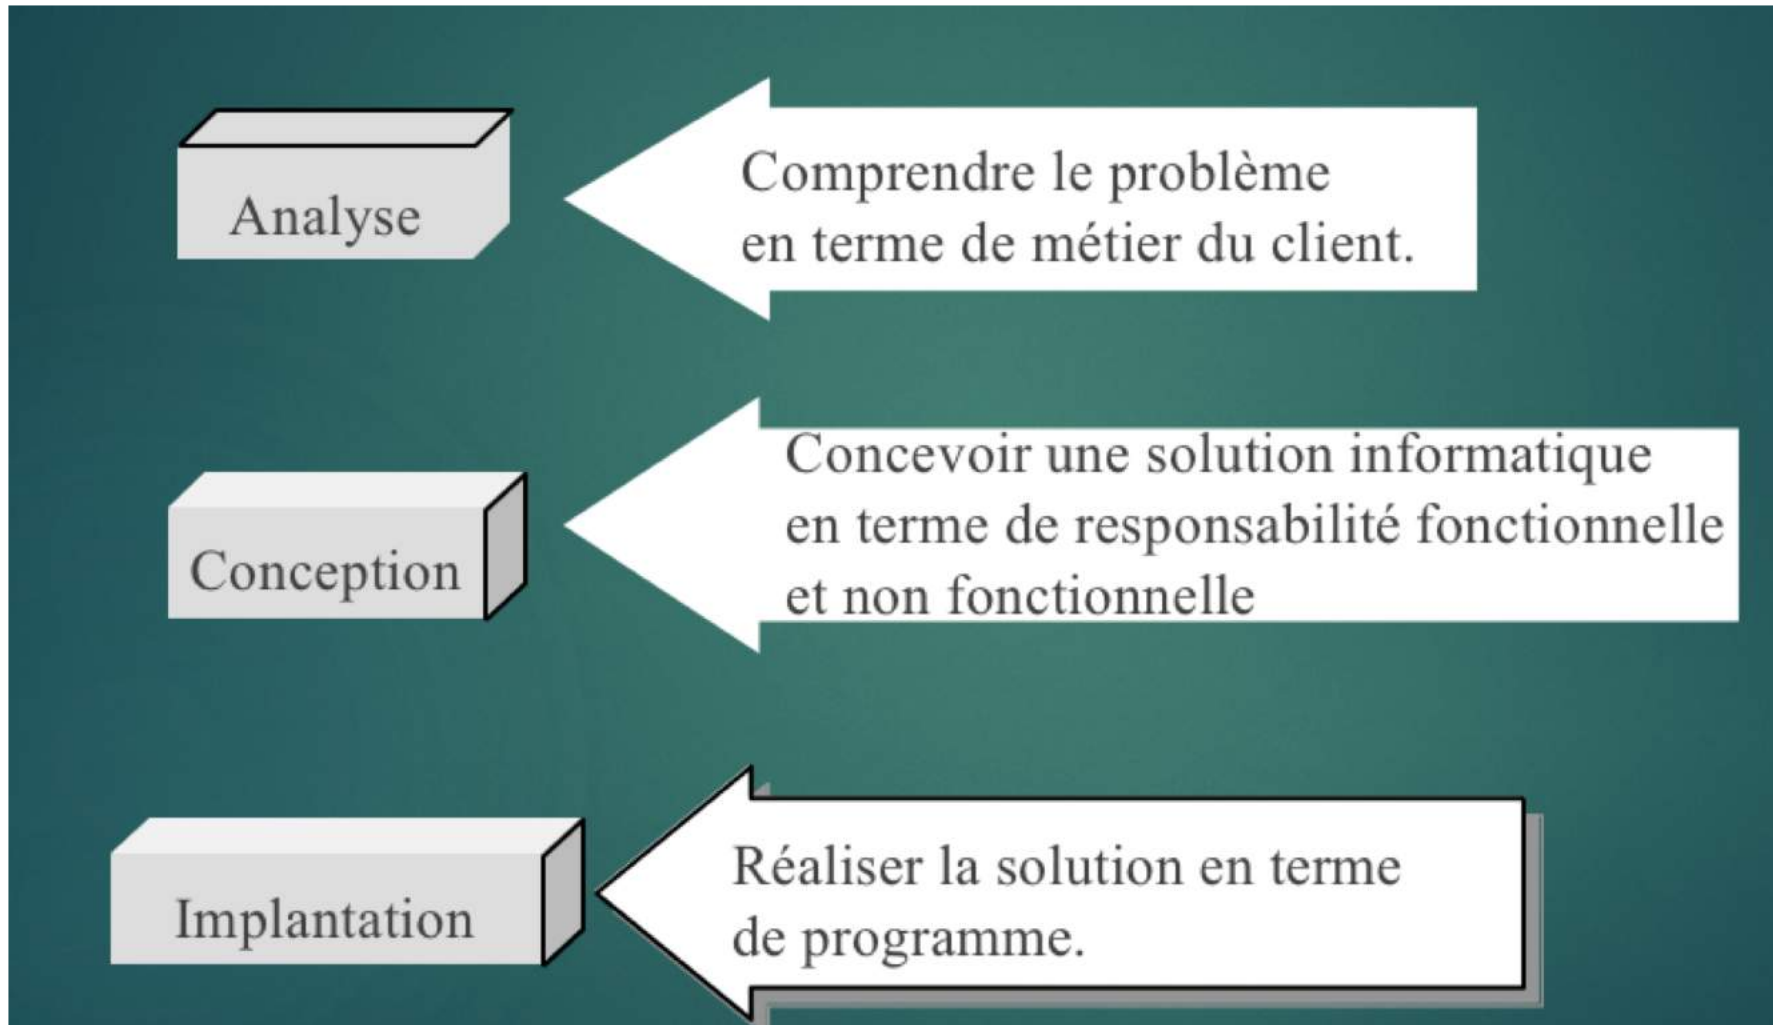 Analyse
Comprendre le problème
en terme de métier du client.
Conception
Concevoir une solution informatique
en terme de responsabilité fonctionnelle
et non fonctionnelle
Implantation
Réaliser la solution en terme
de programme.